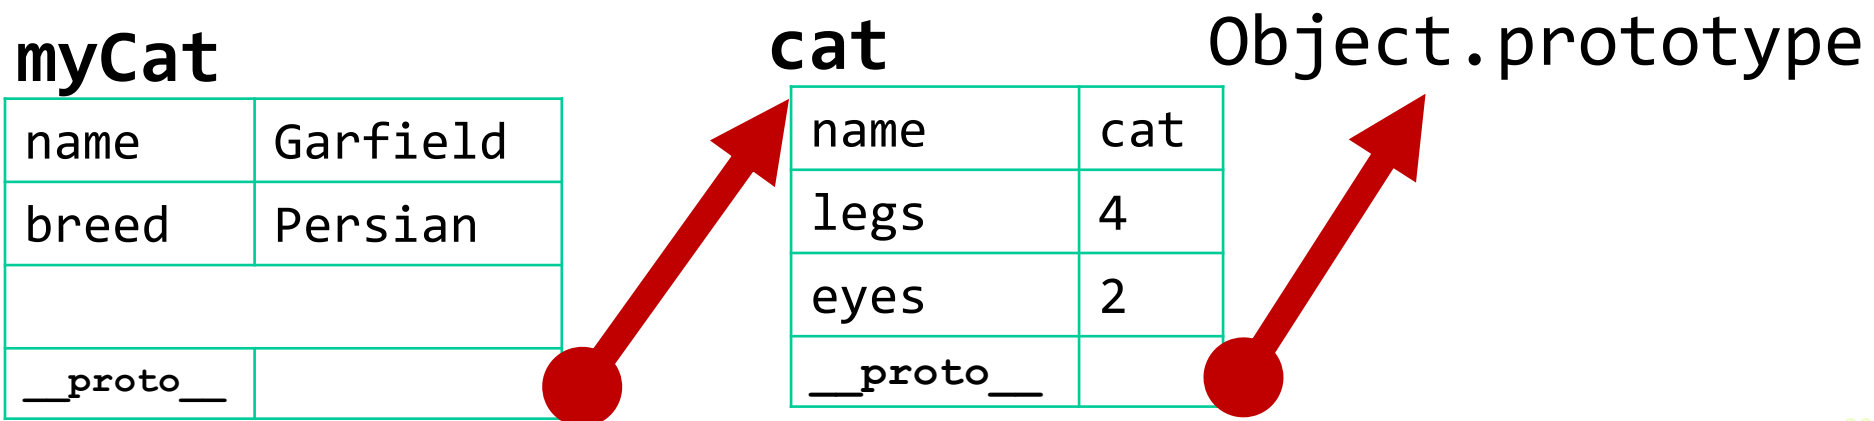 myCat
name Garfield
breed Persian
__proto__
cat
name cat
legs 4
eyes 2
__proto__
Object.prototype